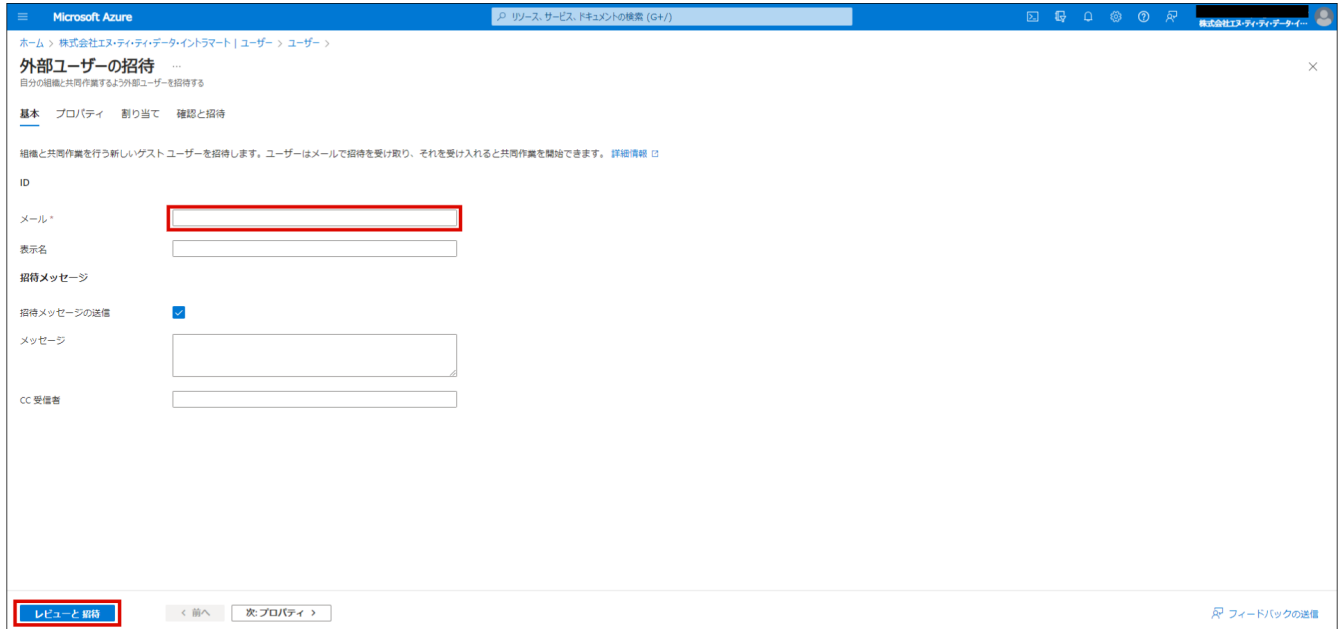 Microsoft Azure
リソース、サービス、ドキュメントの検索 (G+/)
株式会社エヌ・ティ・ティ・データ・イ…
ホーム > 株式会社エヌ・ティ・ティ・データ・イントラマート | ユーザー > ユーザー >
外部ユーザーの招待 …
自分の組織と共同作業するよう外部ユーザーを招待する
基本 プロパティ 割り当て 確認と招待
組織と共同作業を行う新しいゲスト ユーザーを招待します。ユーザーはメールで招待を受け取り、それを受け入れると共同作業を開始できます。 詳細情報
ID
メール *
表示名
招待メッセージ
招待メッセージの送信
メッセージ
CC 受信者
レビューと 招待
< 前へ
次: プロパティ >
フィードバックの送信